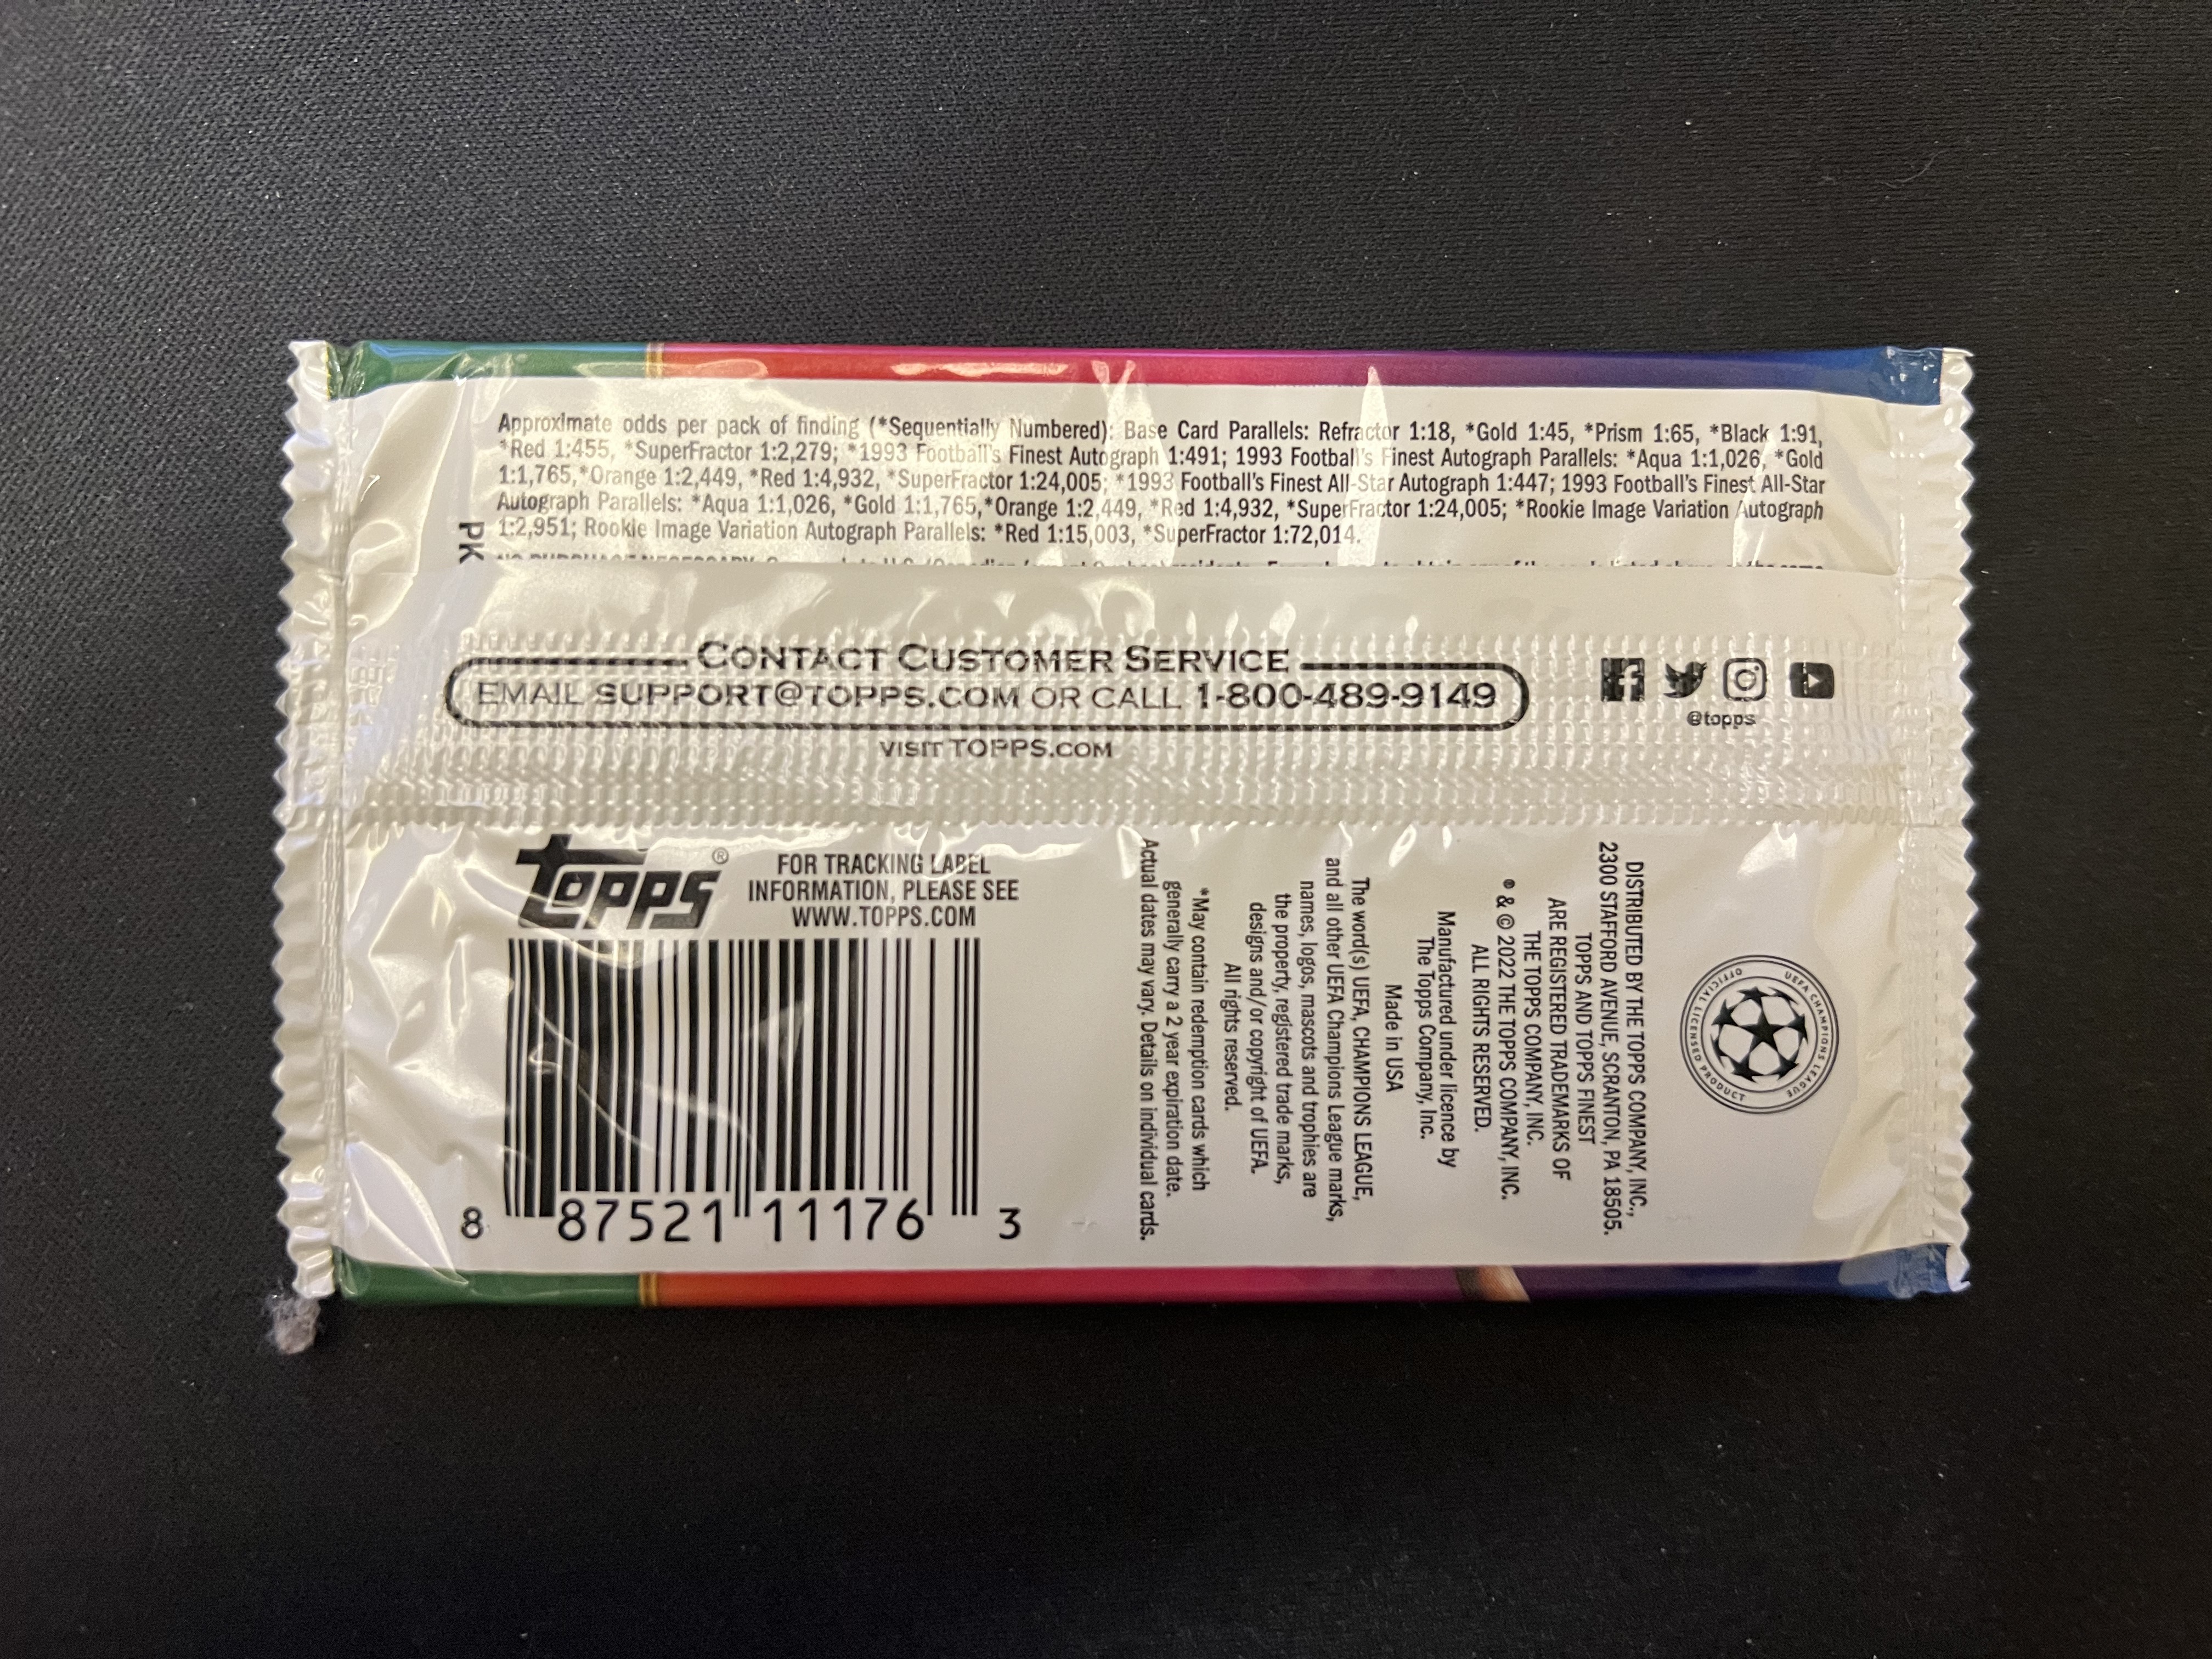 Approximate odds per pack of finding (*Sequentially Numbered): Base Card Parallels: Refractor 1:18, *Gold 1:45, *Prism 1:65, *Black 1:91,
*Red 1:455, *SuperFractor 1:2,279; *1993 Football's Finest Autograph 1:491; 1993 Football's Finest Autograph Parallels: *Aqua 1:1,026, *Gold
1:1,765,*Orange 1:2,449, *Red 1:4,932, *SuperFractor 1:24,005; *1993 Football's Finest All-Star Autograph 1:447; 1993 Football's Finest All-Star
Autograph Parallels: *Aqua 1:1,026, *Gold 1:1,765,*Orange 1:2,449, *Red 1:4,932, *SuperFractor 1:24,005; *Rookie Image Variation Autograph
1:2,951; Rookie Image Variation Autograph Parallels: *Red 1:15,003, *SuperFractor 1:72,014.
PK
CONTACT CUSTOMER SERVICE
EMAIL SUPPORT@TOPPS.COM OR CALL 1-800-489-9149
VISIT TOPPS.COM
@topps
topps®
FOR TRACKING LABEL
INFORMATION, PLEASE SEE
WWW.TOPPS.COM
8 87521 11176 3
DISTRIBUTED BY THE TOPPS COMPANY, INC.,
2300 STAFFORD AVENUE, SCRANTON, PA 18505.
TOPPS AND TOPPS FINEST
ARE REGISTERED TRADEMARKS OF
THE TOPPS COMPANY, INC.
® & © 2022 THE TOPPS COMPANY, INC.
ALL RIGHTS RESERVED.
Manufactured under licence by
The Topps Company, Inc.
Made in USA
The word(s) UEFA, CHAMPIONS LEAGUE,
and all other UEFA Champions League marks,
names, logos, mascots and trophies are
the property, registered trade marks,
designs and/or copyright of UEFA.
All rights reserved.
*May contain redemption cards which
generally carry a 2 year expiration date.
Actual dates may vary. Details on individual cards.
UEFA CHAMPIONS LEAGUE
OFFICIAL LICENSED PRODUCT